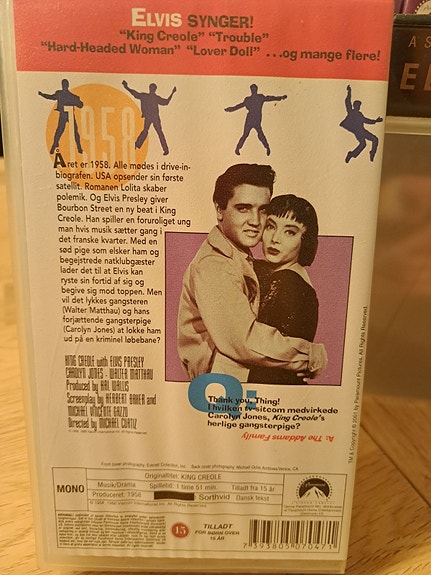 ELVIS SYNGER!
"King Creole" "Trouble"
"Hard-Headed Woman" "Lover Doll" ...og mange flere!
1958
Året er 1958. Alle mødes i drive-in-
biografen. USA opsender sin første
satellit. Romanen Lolita skaber
polemik. Og Elvis Presley giver
Bourbon Street en ny beat i King
Creole. Han spiller en foruroliget ung
man hvis musik sætter gang i
det franske kvarter. Med en
sød pige som elsker ham og
begejstrede natklubgæster
lader det til at Elvis kan
ryste sin fortid af sig og
begive sig mod toppen. Men
vil det lykkes gangsteren
(Walter Matthau) og hans
forjættende gangsterpige
(Carolyn Jones) at lokke ham
ud på en kriminel løbebane?
KING CREOLE with ELVIS PRESLEY
CAROLYN JONES - WALTER MATTHAU
Produced by HAL WALLIS
Screenplay by HERBERT BAKER and
MICHAEL VINCENTE GAZZO
Directed by MICHAEL CURTIZ
Q:
Thank you, Thing!
I hvilken tv-sitcom medvirkede
Carolyn Jones, King Creole's
herlige gangsterpige?
A: The Addams Family
MONO
Originaltitel: KING CREOLE
Musik/Drama
Spilletid: 1 time 51 min.
Tilladt fra 15 år
Produceret: 1958
Sort/hvid
Dansk tekst
Paramount
15
TILLADT
FOR BØRN OVER
15 ÅR
7 393805 070471